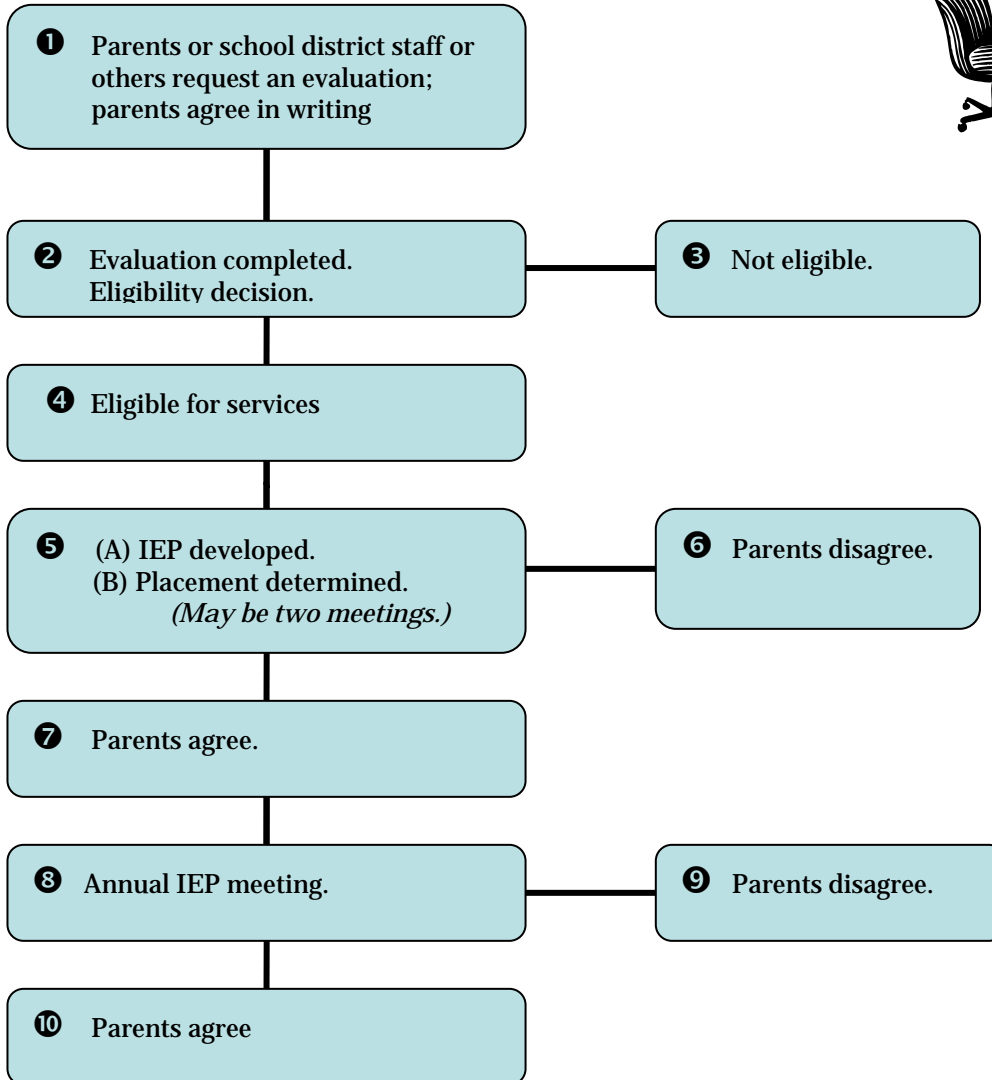 ❶ Parents or school district staff or
others request an evaluation;
parents agree in writing
❷ Evaluation completed.
Eligibility decision.
❸ Not eligible.
❹ Eligible for services
❺ (A) IEP developed.
(B) Placement determined.
(May be two meetings.)
❻ Parents disagree.
❼ Parents agree.
❽ Annual IEP meeting.
❾ Parents disagree.
❿ Parents agree